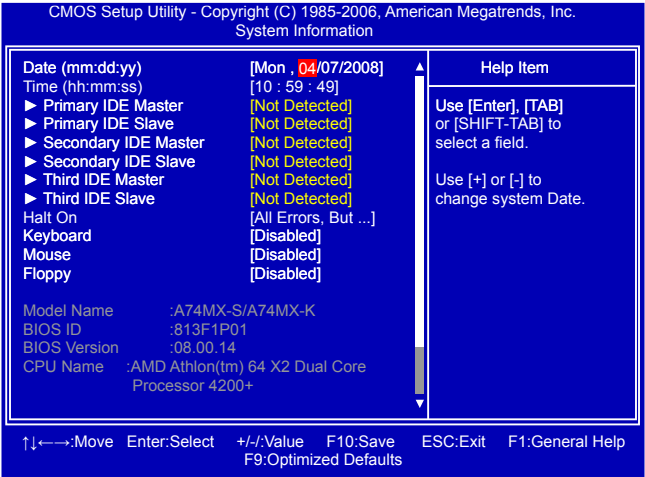 CMOS Setup Utility - Copyright (C) 1985-2006, American Megatrends, Inc.
System Information
Date (mm:dd:yy) [Mon , 04/07/2008]
Time (hh:mm:ss) [10 : 59 : 49]
► Primary IDE Master [Not Detected]
► Primary IDE Slave [Not Detected]
► Secondary IDE Master [Not Detected]
► Secondary IDE Slave [Not Detected]
► Third IDE Master [Not Detected]
► Third IDE Slave [Not Detected]
Halt On [All Errors, But ...]
Keyboard [Disabled]
Mouse [Disabled]
Floppy [Disabled]
Model Name :A74MX-S/A74MX-K
BIOS ID :813F1P01
BIOS Version :08.00.14
CPU Name :AMD Athlon(tm) 64 X2 Dual Core
Processor 4200+
Help Item
Use [Enter], [TAB]
or [SHIFT-TAB] to
select a field.
Use [+] or [-] to
change system Date.
↑↓←→:Move Enter:Select +/-/:Value F10:Save ESC:Exit F1:General Help
F9:Optimized Defaults